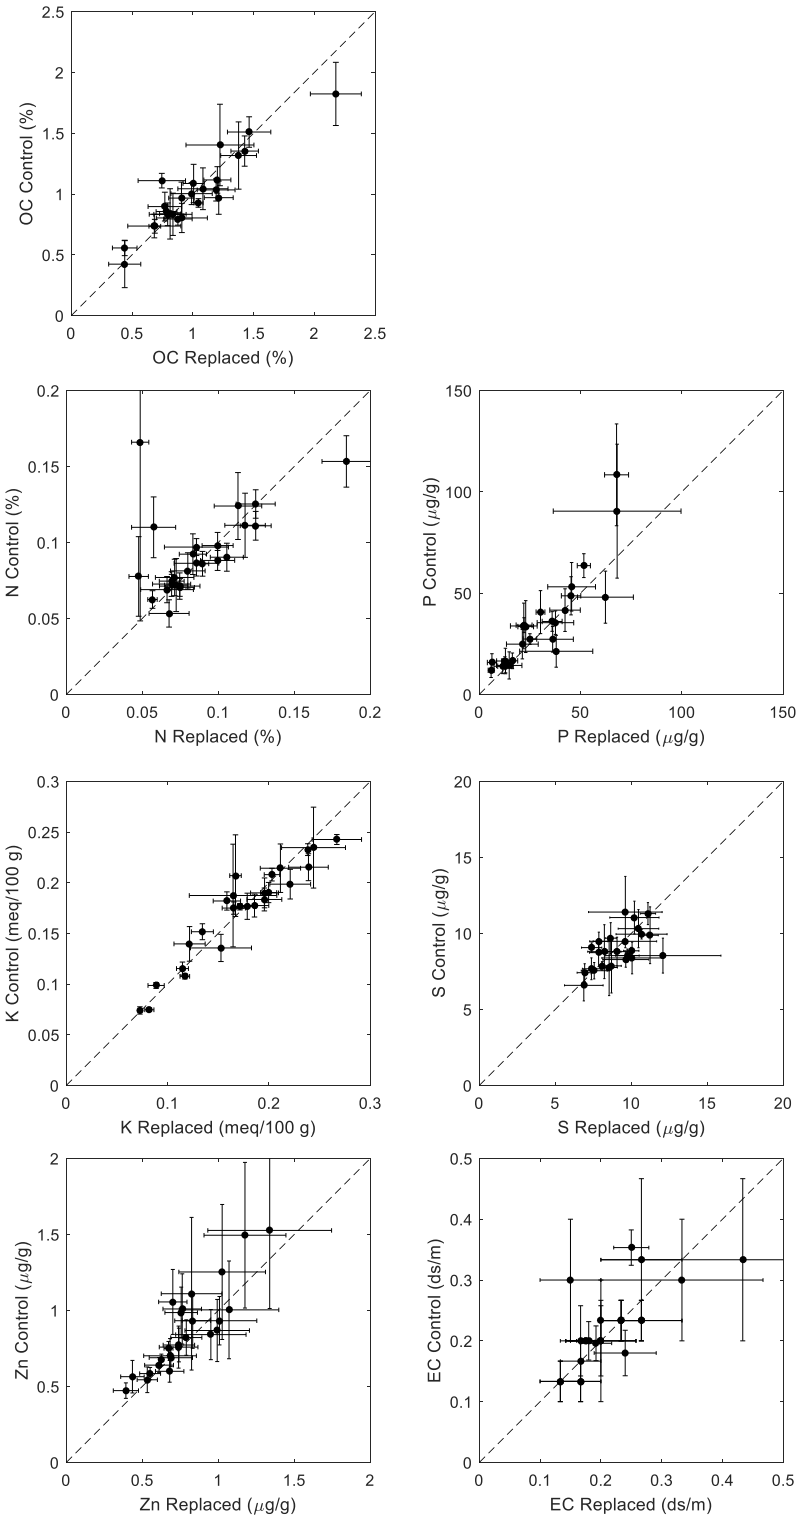 2.5
2
1.5
1
0.5
0
OC Control (%)
0 0.5 1 1.5 2 2.5
OC Replaced (%)
0.2
0.15
0.1
0.05
0
N Control (%)
0 0.05 0.1 0.15 0.2
N Replaced (%)
150
100
50
0
P Control (μg/g)
0 50 100 150
P Replaced (μg/g)
0.3
0.25
0.2
0.15
0.1
0.05
0
K Control (meq/100 g)
0 0.1 0.2 0.3
K Replaced (meq/100 g)
20
15
10
5
0
S Control (μg/g)
0 5 10 15 20
S Replaced (μg/g)
2
1.5
1
0.5
0
Zn Control (μg/g)
0 0.5 1 1.5 2
Zn Replaced (μg/g)
0.5
0.4
0.3
0.2
0.1
0
EC Control (ds/m)
0 0.1 0.2 0.3 0.4 0.5
EC Replaced (ds/m)